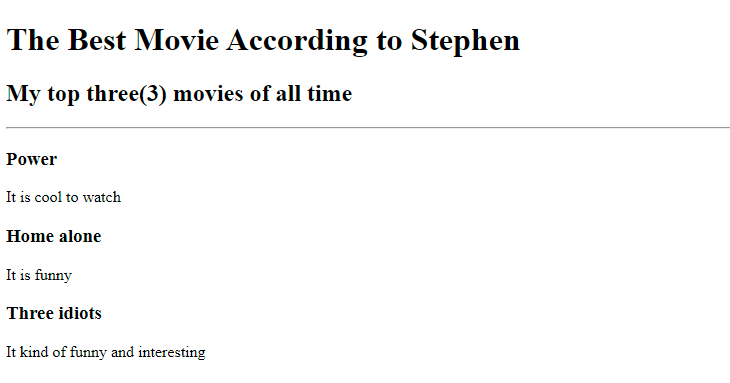 The Best Movie According to Stephen
My top three(3) movies of all time
Power
It is cool to watch
Home alone
It is funny
Three idiots
It kind of funny and interesting